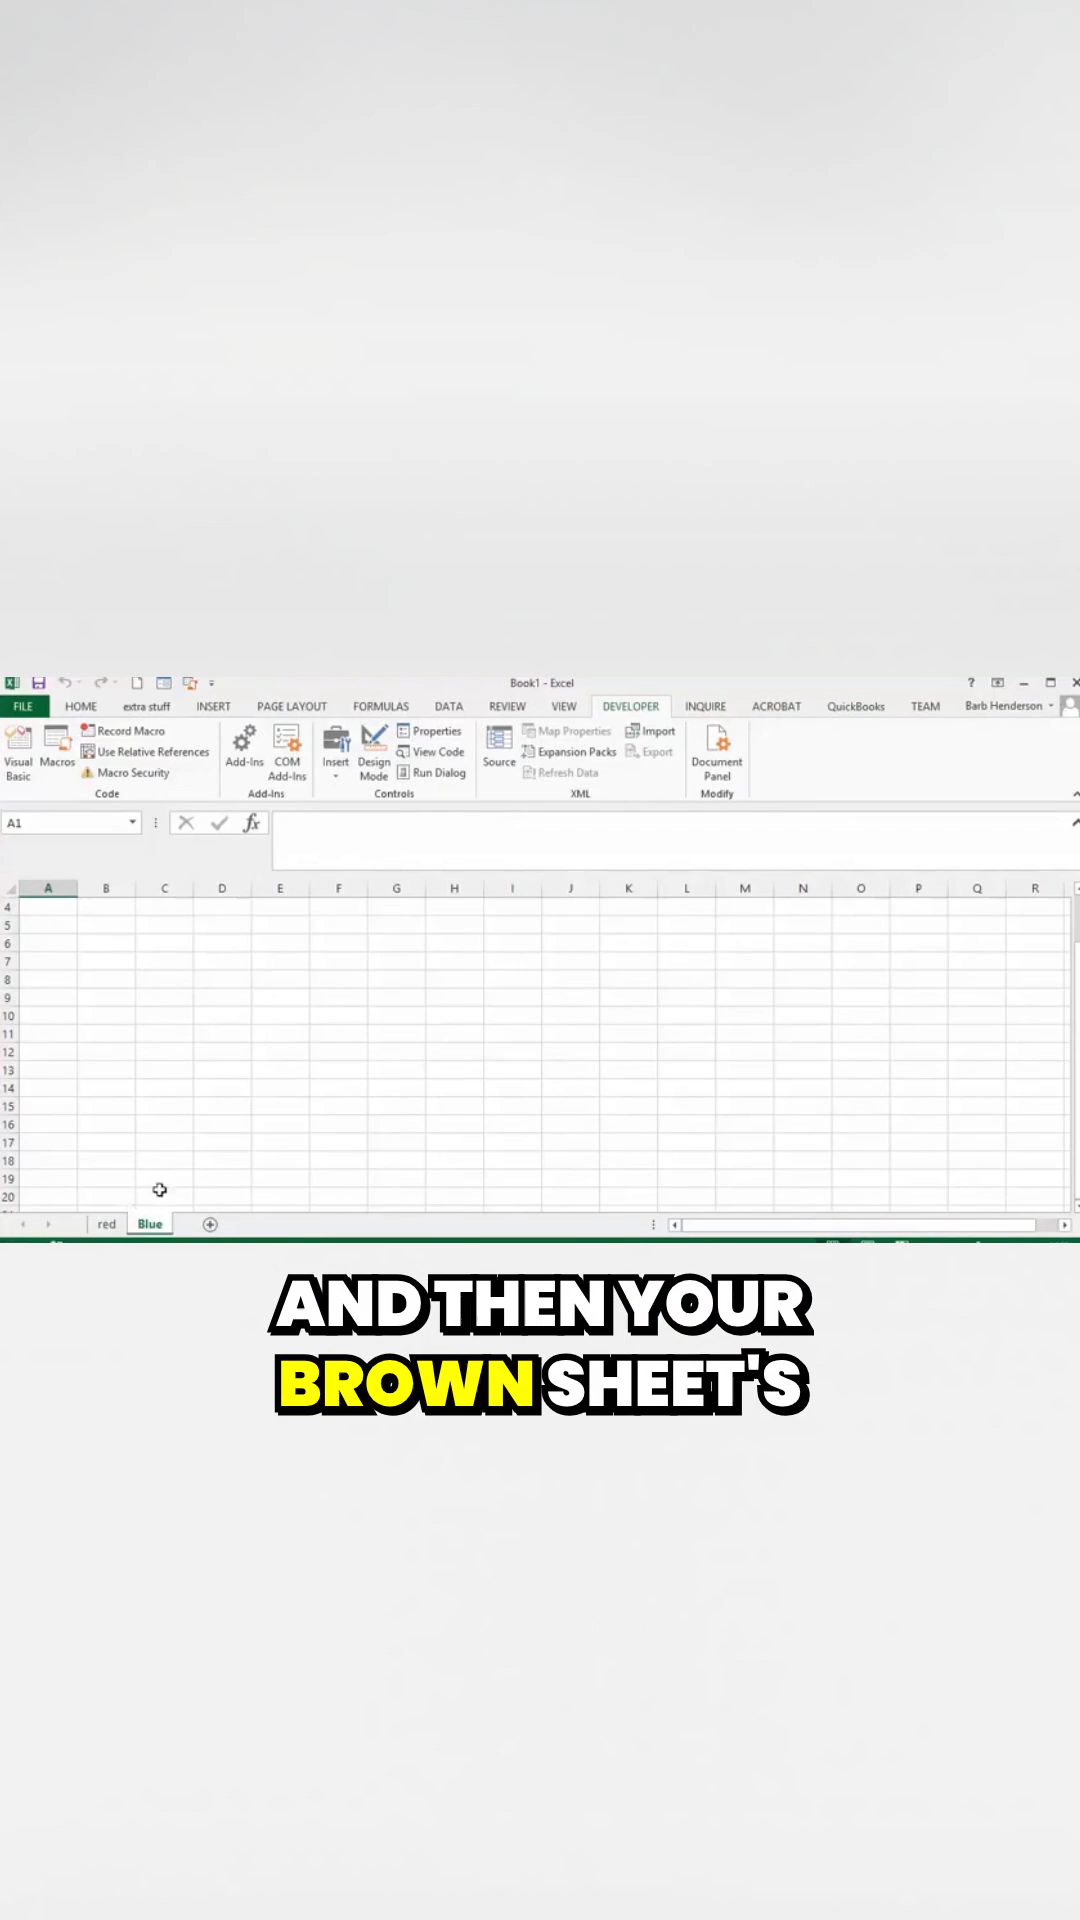 Book1 - Excel
?
FILE HOME extra stuff INSERT PAGE LAYOUT FORMULAS DATA REVIEW VIEW DEVELOPER INQUIRE ACROBAT QuickBooks TEAM Barb Henderson
Record Macro Properties Map Properties Import
Use Relative References View Code Expansion Packs Export
Visual Basic Macros Add-Ins COM Add-Ins Insert Design Mode Source Document Panel
Macro Security Run Dialog Refresh Data
Code Add-Ins Controls XML Modify
A1 fx
A B C D E F G H I J K L M N O P Q R
4
5
6
7
8
9
10
11
12
13
14
15
16
17
18
19
20
red Blue
AND THEN YOUR
BROWN SHEET'S